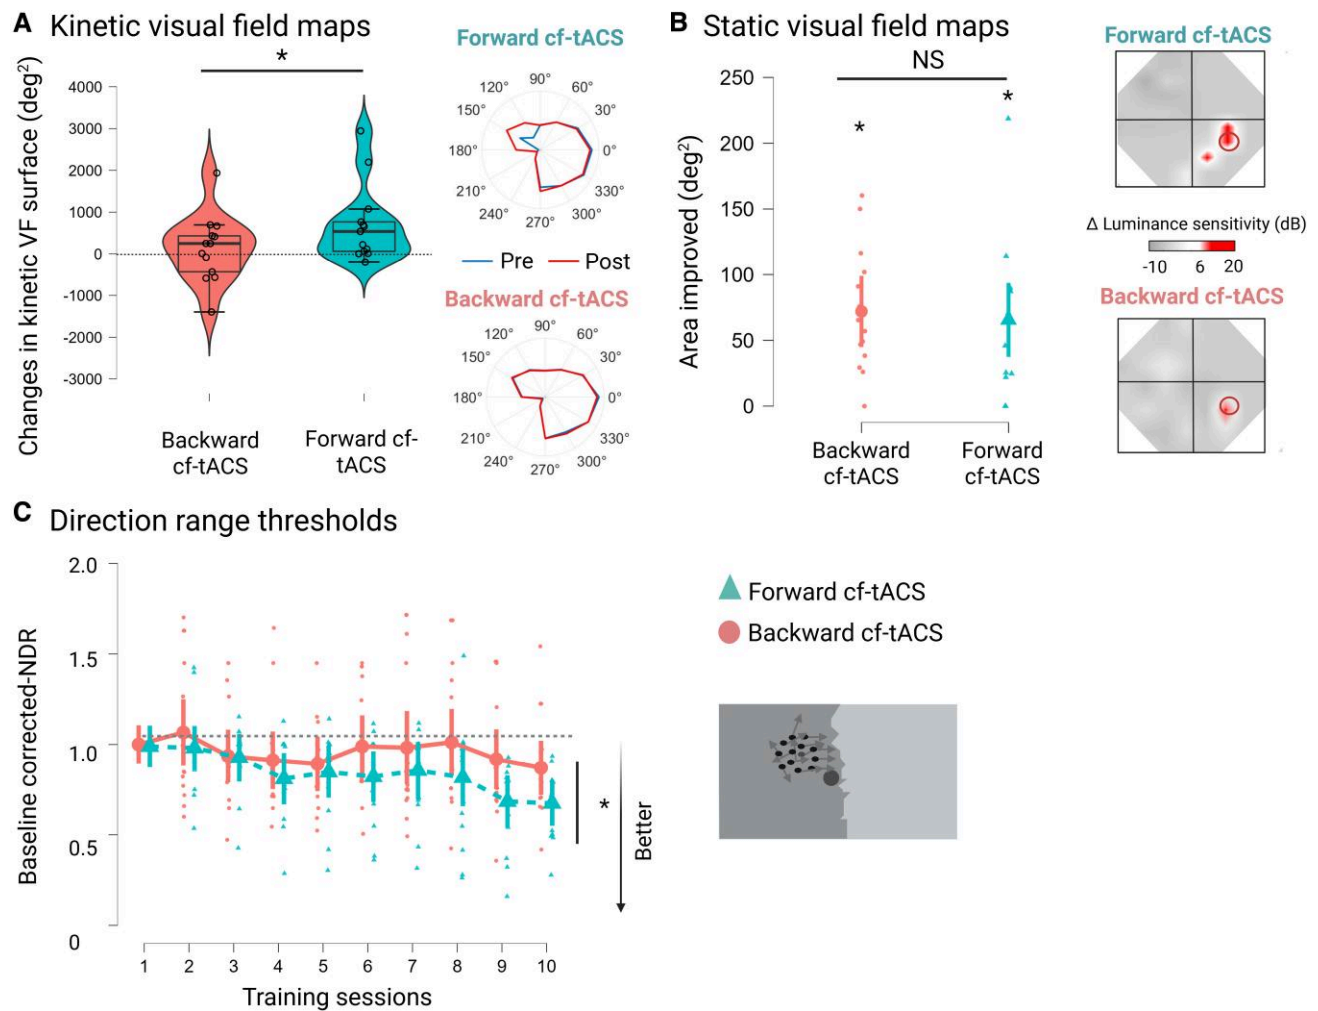 A Kinetic visual field maps
Changes in kinetic VF surface (deg²)
*
4000
3000
2000
1000
0
-1000
-2000
-3000
Backward
cf-tACS
Forward cf-
tACS
Forward cf-tACS
90°
120° 60°
150° 30°
180° 0°
210° 330°
240° 300°
270°
Pre Post
Backward cf-tACS
90°
120° 60°
150° 30°
180° 0°
210° 330°
240° 300°
270°
B Static visual field maps
Area improved (deg²)
NS
*
*
250
200
150
100
50
0
Backward
cf-tACS
Forward
cf-tACS
Forward cf-tACS
Δ Luminance sensitivity (dB)
-10 6 20
Backward cf-tACS
C Direction range thresholds
Baseline corrected-NDR
2.0
1.5
1.0
0.5
0
1 2 3 4 5 6 7 8 9 10
Training sessions
*
Better
Forward cf-tACS
Backward cf-tACS